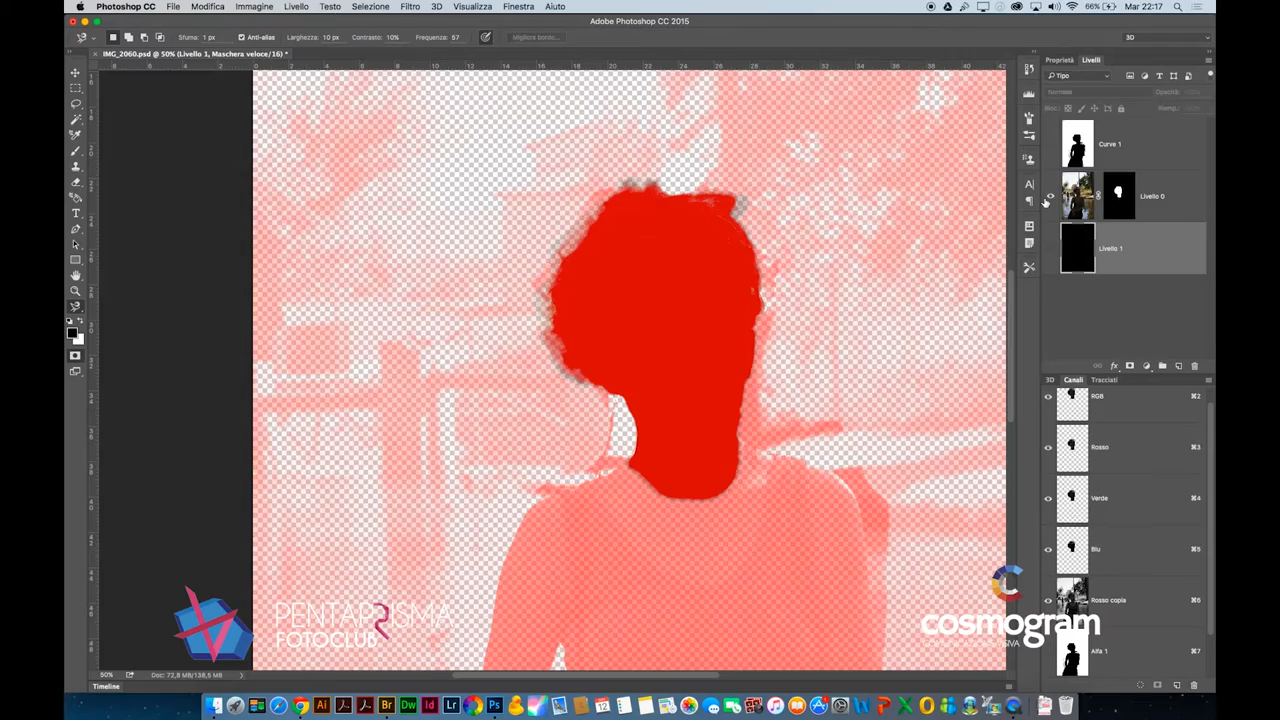 Photoshop CC File Modifica Immagine Livello Testo Selezione Filtro 3D Visualizza Finestra Aiuto 66% Mar 22:17
Adobe Photoshop CC 2015
Sfuma: 1 px Anti-alias Larghezza: 10 px Contrasto: 10% Frequenza: 57 Migliora bordo... 3D
IMG_2060.psd @ 50% (Livello 1, Maschera veloce/16) *
Proprietà Livelli
Tipo
Opacità:
Curve 1
Livello 0
Livello 1
3D Canali Tracciati
RGB ⌘2
Rosso ⌘3
Verde ⌘4
Blu ⌘5
Rosso copia ⌘6
Alfa 1 ⌘7
PENTAPRISMA
FOTOCLUB
cosmogram
COMUNICAZIONE VISIVA
50% Doc: 72,8 MB/138,5 MB
Timeline